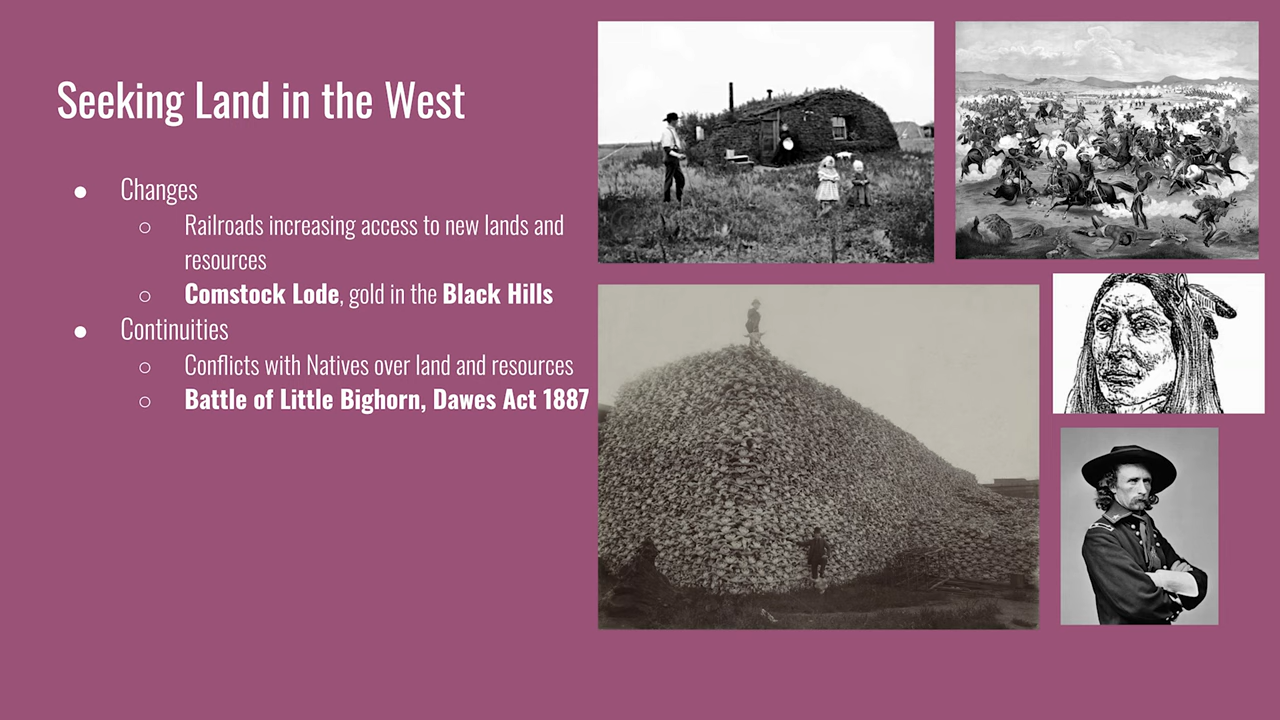 Seeking Land in the West
● Changes
○ Railroads increasing access to new lands and
resources
○ Comstock Lode, gold in the Black Hills
● Continuities
○ Conflicts with Natives over land and resources
○ Battle of Little Bighorn, Dawes Act 1887